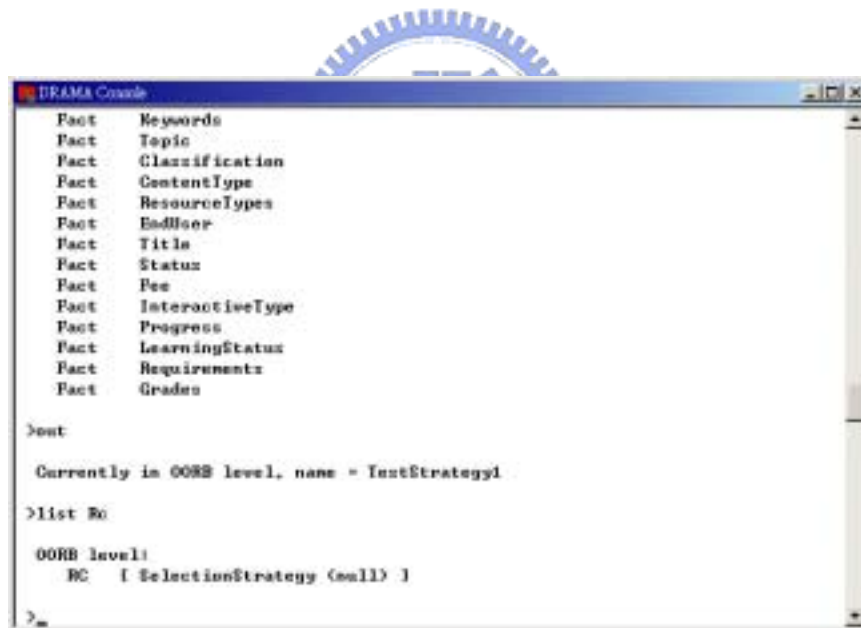 DRAMA Console
Fact Keywords
Fact Topic
Fact Classification
Fact ContentType
Fact ResourceTypes
Fact EndUser
Fact Title
Fact Status
Fact Fee
Fact InteractiveType
Fact Progress
Fact LearningStatus
Fact Requirements
Fact Grades
>out
Currently in OORB level, name = TestStrategy1
>list Rc
OORB level:
RC [ SelectionStrategy (null) ]
>_